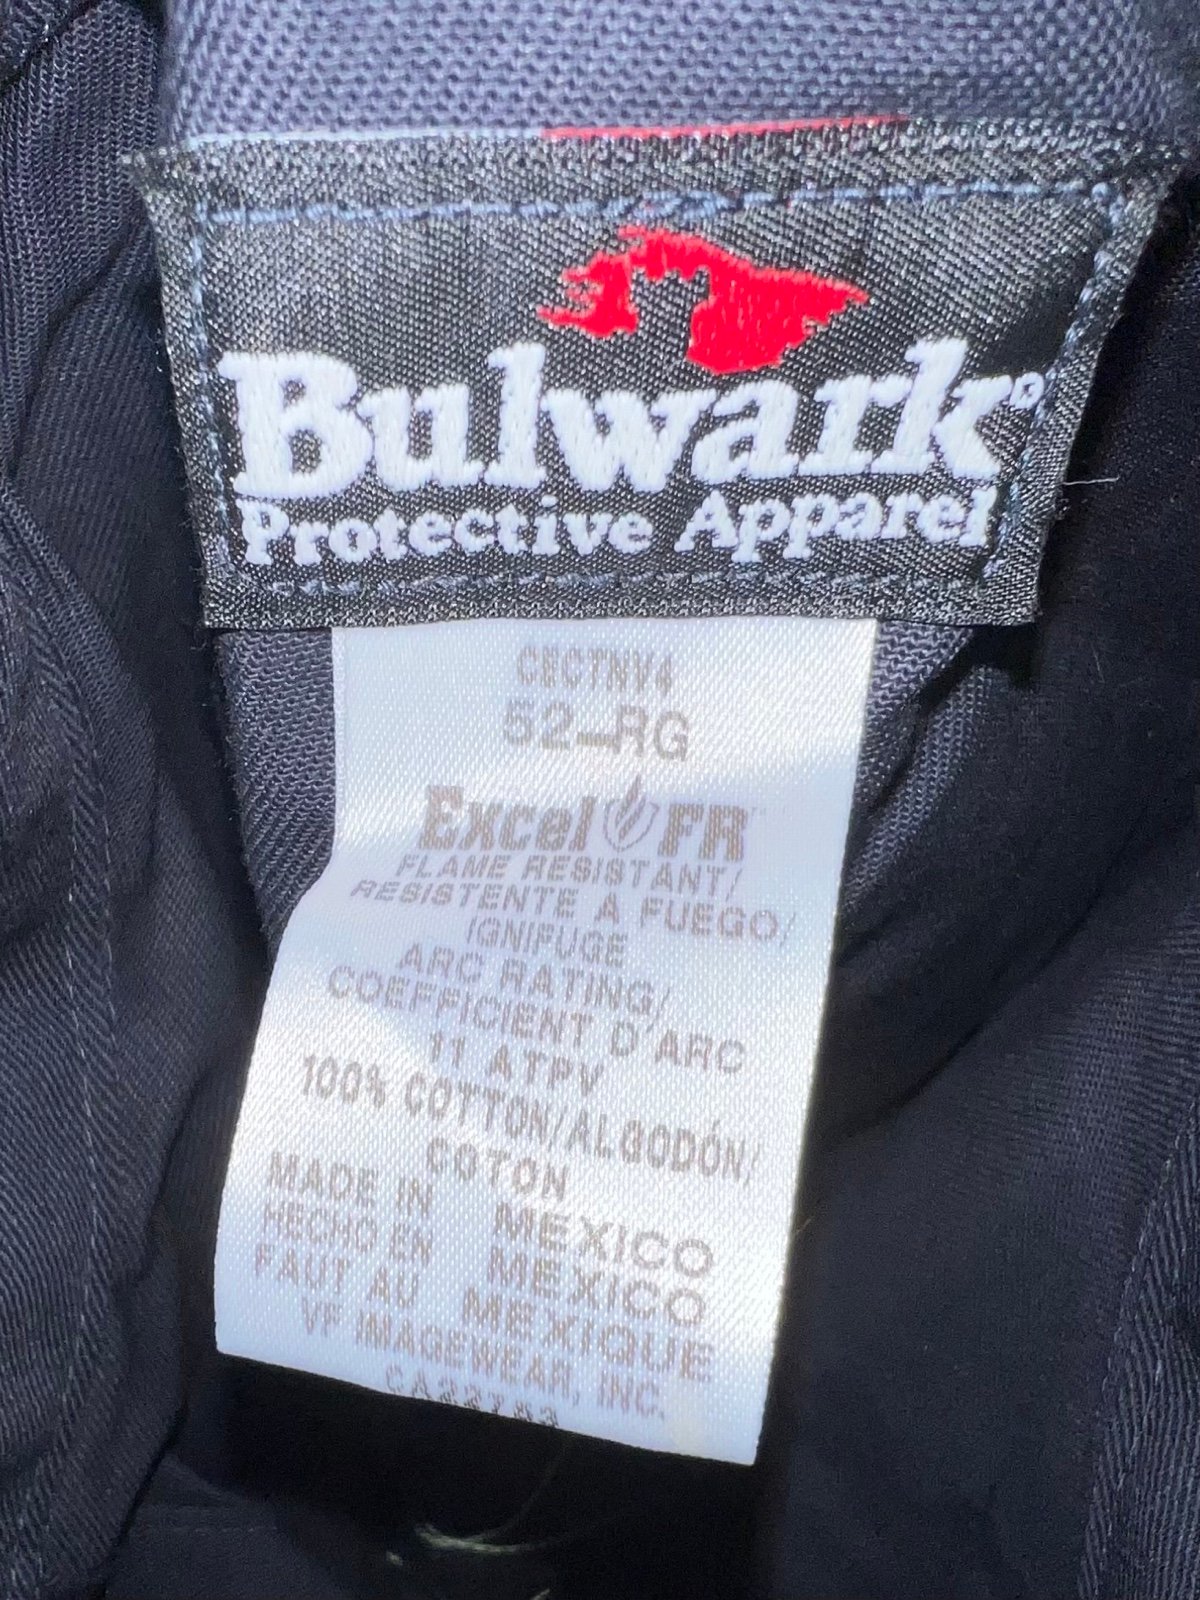 Bulwark®
Protective Apparel
CECTNV4
52-RG
Excel FR™
FLAME RESISTANT/
RESISTENTE A FUEGO/
IGNIFUGE
ARC RATING/
COEFFICIENT D'ARC
11 ATPV
100% COTTON/ALGODÓN/
COTON
MADE IN MEXICO
HECHO EN MEXICO
FAUT AU MEXIQUE
VF IMAGEWEAR, INC.